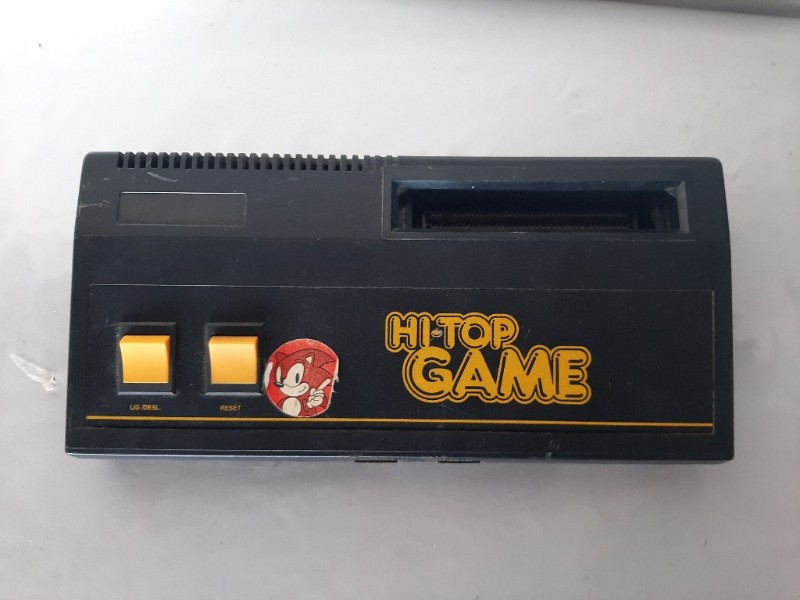 HI-TOP
GAME
LIG./DESL.
RESET